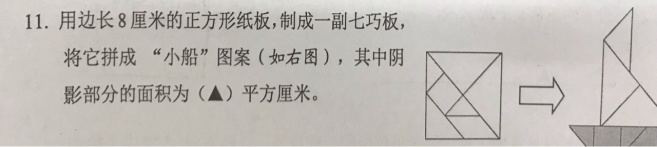 11. 用边长8厘米的正方形纸板,制成一副七巧板,
将它拼成 “小船”图案(如右图),其中阴
影部分的面积为(▲)平方厘米。